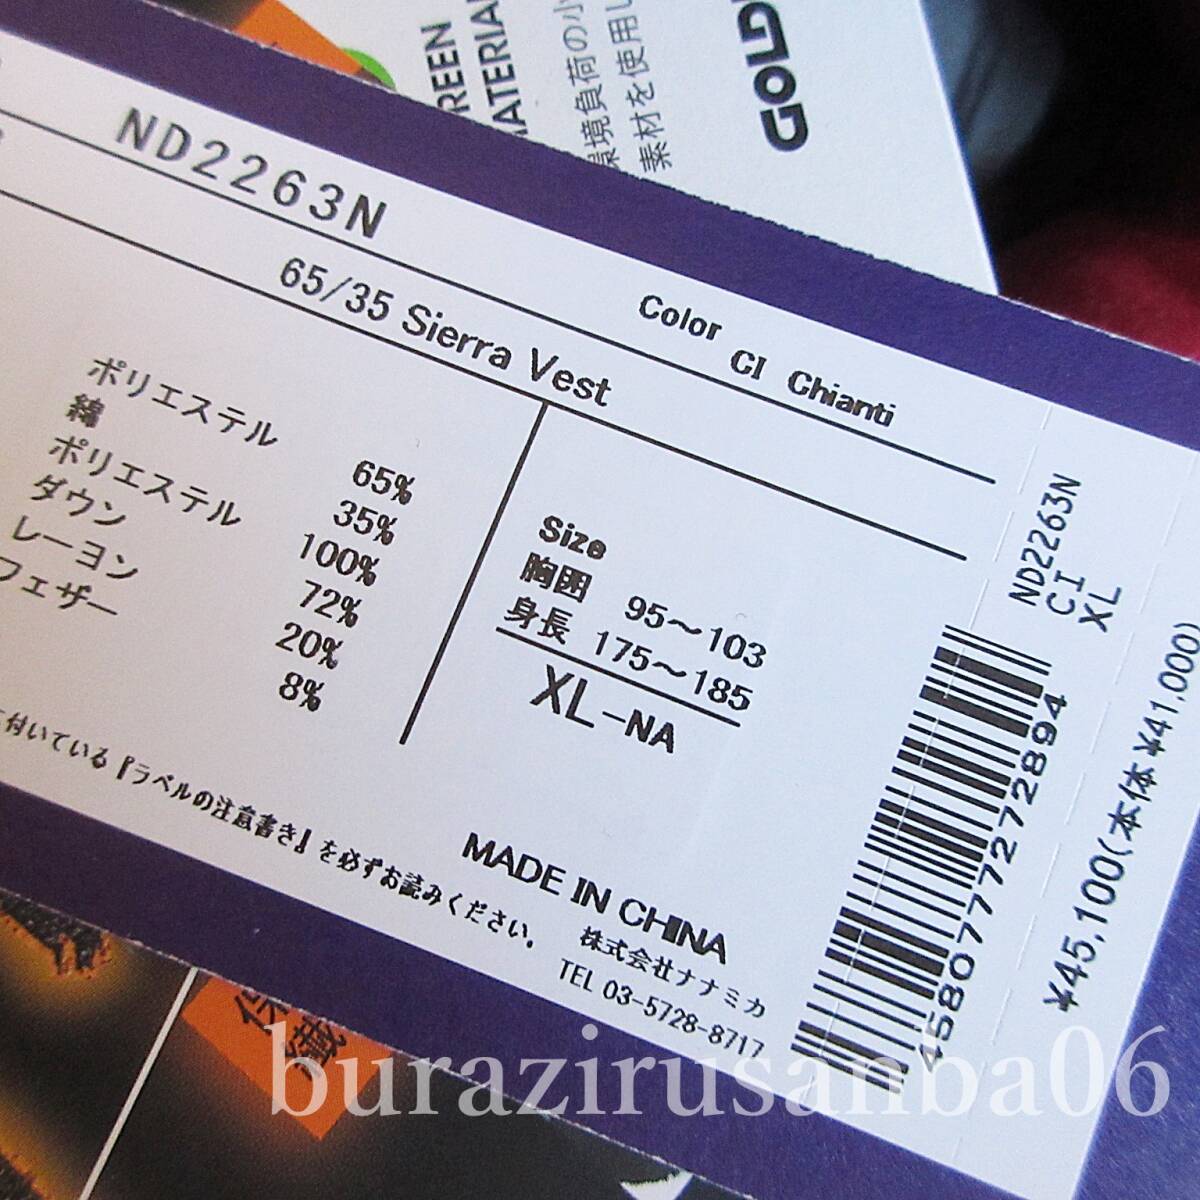 REEN
MATERIA
環境負荷の小
素材を使用し
GOLD
ND2263N
Color
CI Chianti
65/35 Sierra Vest
ポリエステル 65%
綿 35%
ポリエステル 100%
ダウン 72%
レーヨン 20%
フェザー 8%
Size
胸囲 95～103
身長 175～185
XL-NA
付いている『ラベルの注意書き』を必ずお読みください。
MADE IN CHINA
株式会社ナナミカ
TEL 03-5728-8717
ND2263N
CI
XL
4580777272894
¥45,100(本体¥41,000)
burazirusanba06